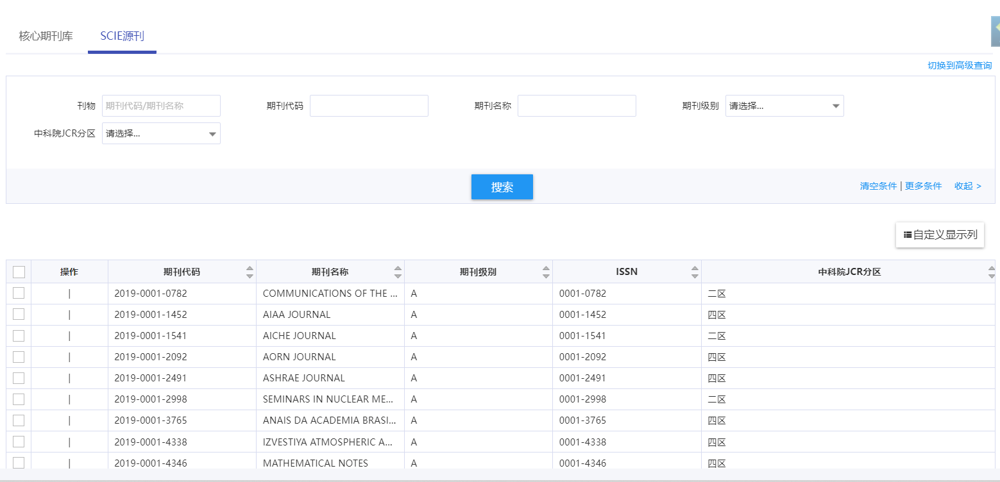 核心期刊库 SCIE源刊
切换到高级查询
刊物 期刊代码/期刊名称 期刊代码 期刊名称 期刊级别 请选择...
中科院JCR分区 请选择...
搜索 清空条件 | 更多条件 收起 >
自定义显示列
操作 期刊代码 期刊名称 期刊级别 ISSN 中科院JCR分区
| 2019-0001-0782 COMMUNICATIONS OF THE ... A 0001-0782 二区
| 2019-0001-1452 AIAA JOURNAL A 0001-1452 四区
| 2019-0001-1541 AICHE JOURNAL A 0001-1541 二区
| 2019-0001-2092 AORN JOURNAL A 0001-2092 四区
| 2019-0001-2491 ASHRAE JOURNAL A 0001-2491 四区
| 2019-0001-2998 SEMINARS IN NUCLEAR ME... A 0001-2998 二区
| 2019-0001-3765 ANAIS DA ACADEMIA BRASI... A 0001-3765 四区
| 2019-0001-4338 IZVESTIYA ATMOSPHERIC A... A 0001-4338 四区
| 2019-0001-4346 MATHEMATICAL NOTES A 0001-4346 四区